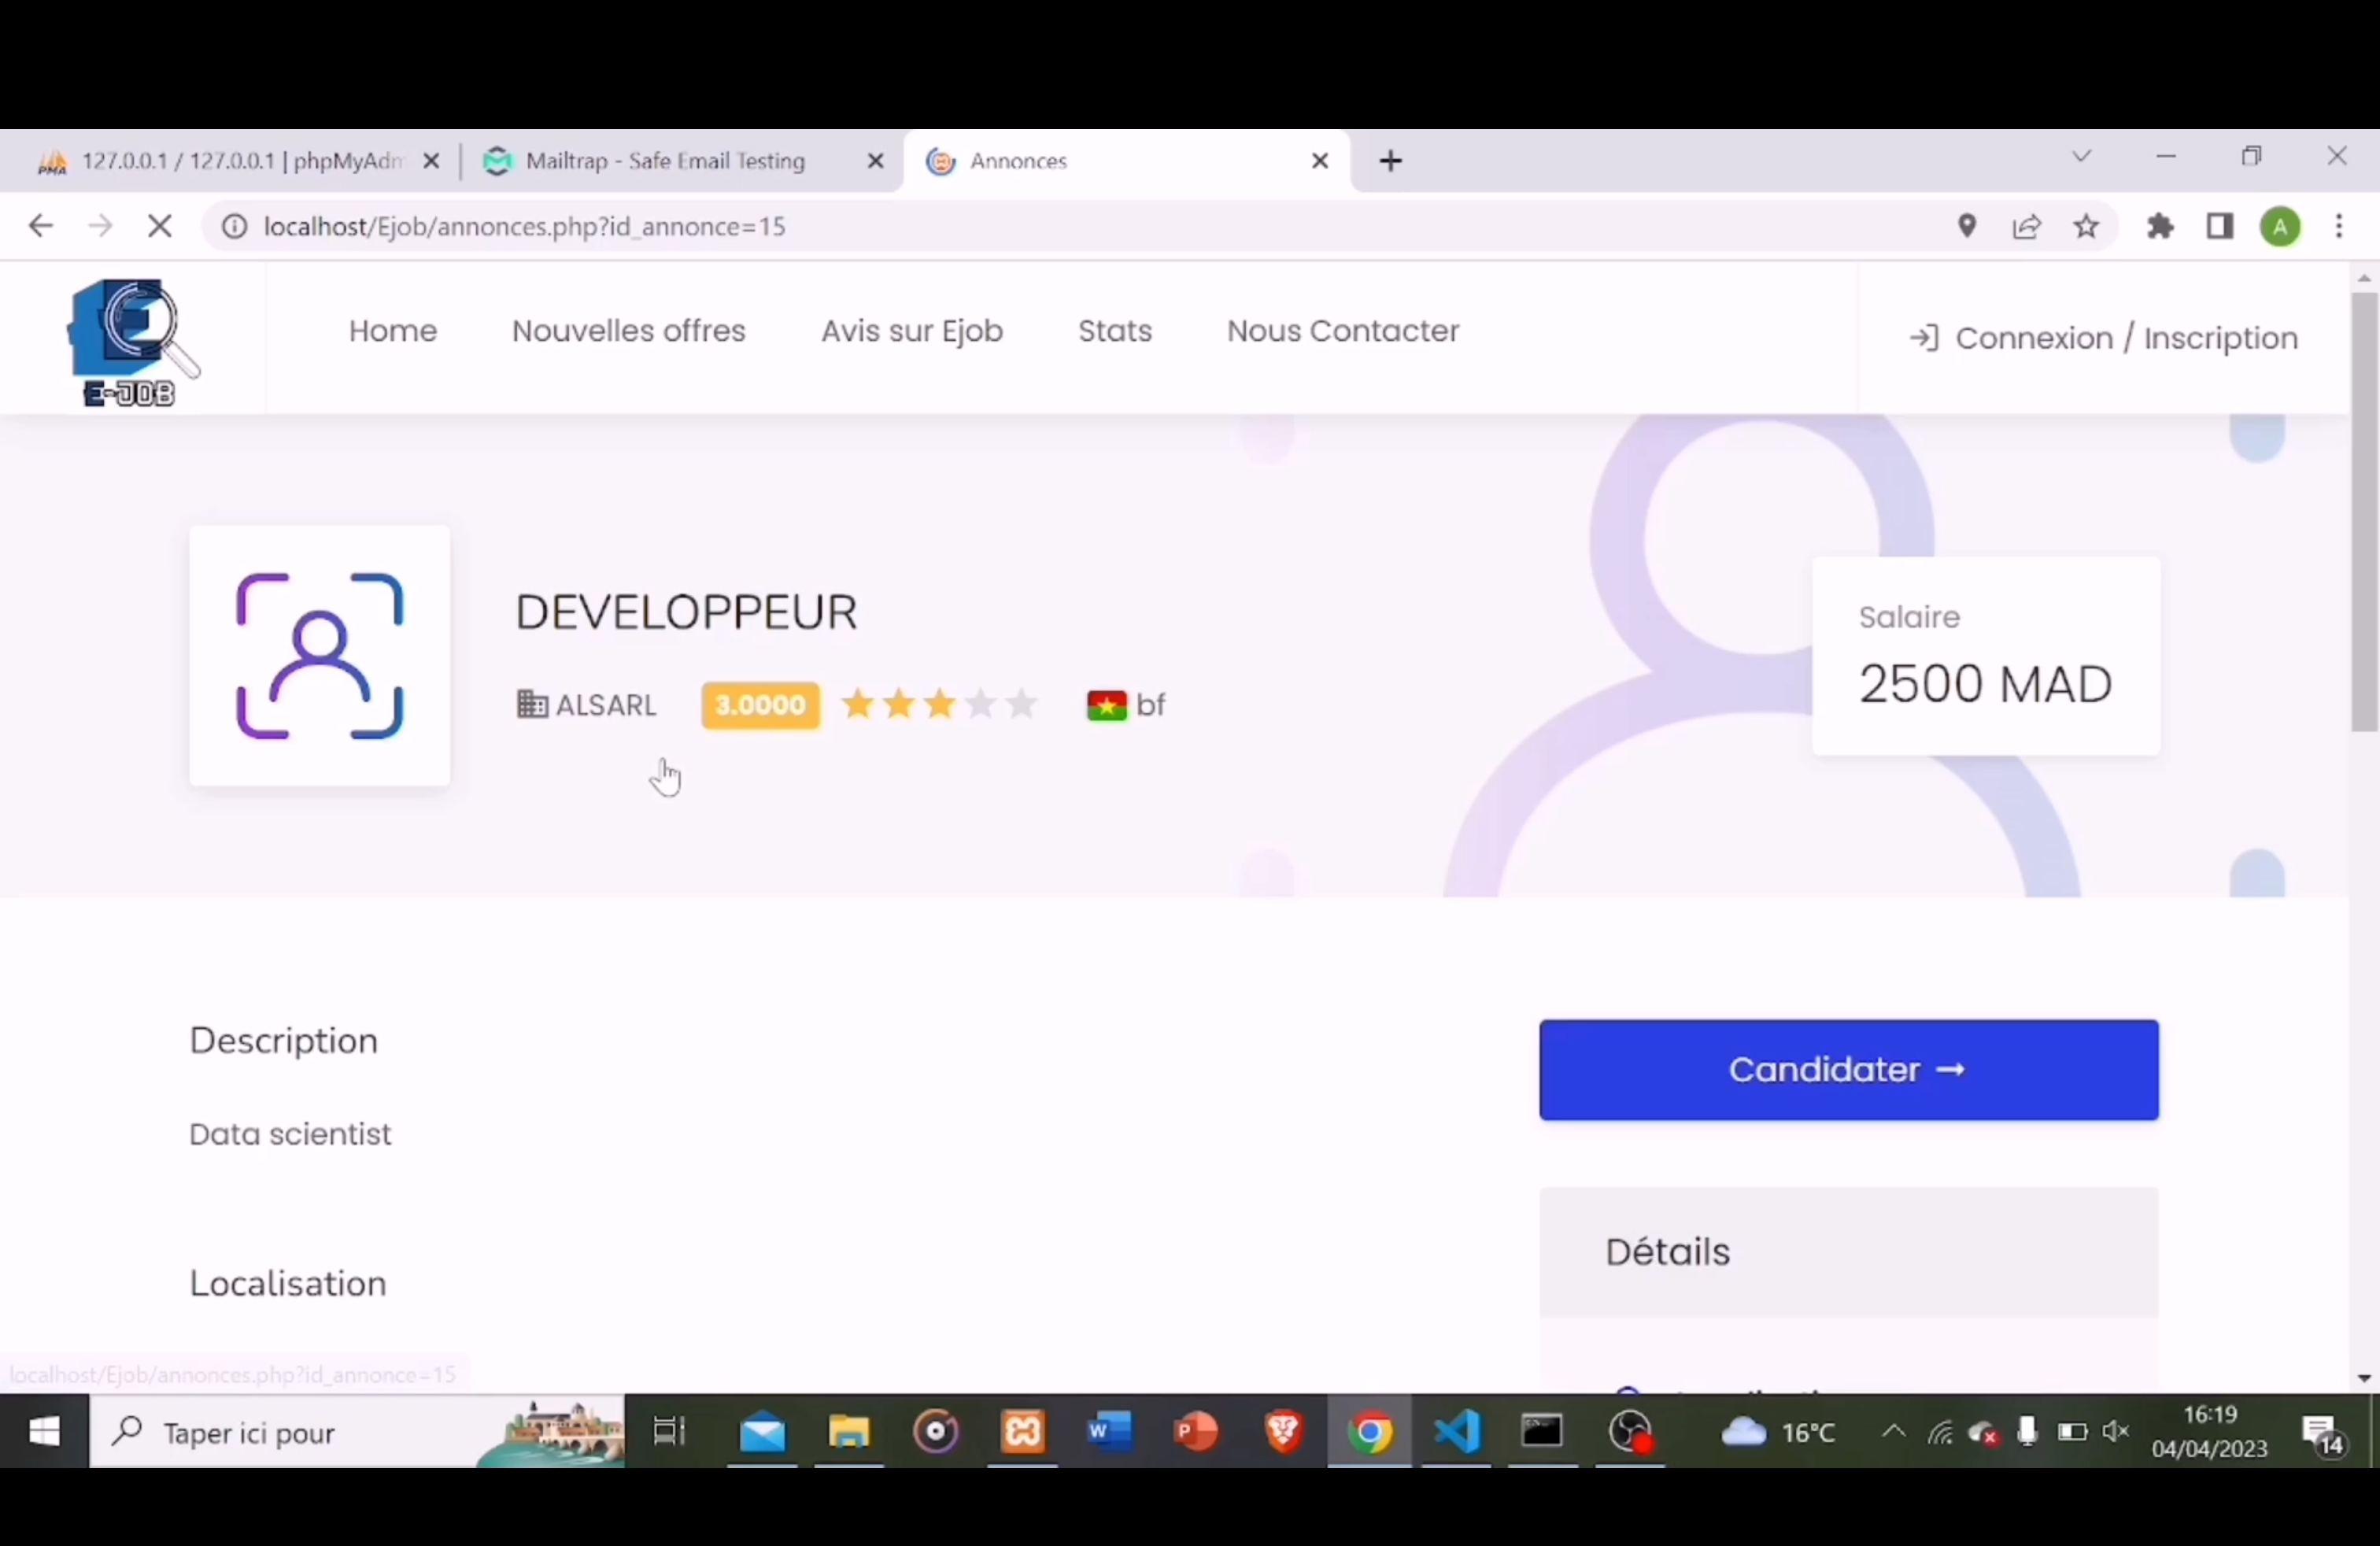 127.0.0.1 / 127.0.0.1 | phpMyAdm
Mailtrap - Safe Email Testing
Annonces
localhost/Ejob/annonces.php?id_annonce=15
A
E-JOB
Home
Nouvelles offres
Avis sur Ejob
Stats
Nous Contacter
Connexion / Inscription
DEVELOPPEUR
ALSARL
3.0000
bf
Salaire
2500 MAD
Description
Candidater →
Data scientist
Détails
Localisation
localhost/Ejob/annonces.php?id_annonce=15
Taper ici pour
16°C
16:19
04/04/2023
14